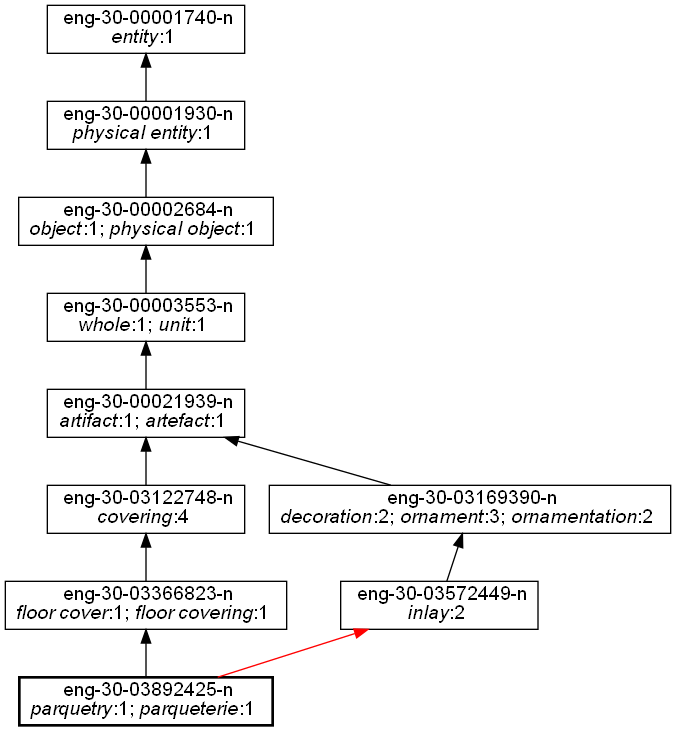 eng-30-00001740-n
entity:1
eng-30-00001930-n
physical entity:1
eng-30-00002684-n
object:1; physical object:1
eng-30-00003553-n
whole:1; unit:1
eng-30-00021939-n
artifact:1; artefact:1
eng-30-03122748-n
covering:4
eng-30-03169390-n
decoration:2; ornament:3; ornamentation:2
eng-30-03366823-n
floor cover:1; floor covering:1
eng-30-03572449-n
inlay:2
eng-30-03892425-n
parquetry:1; parqueterie:1